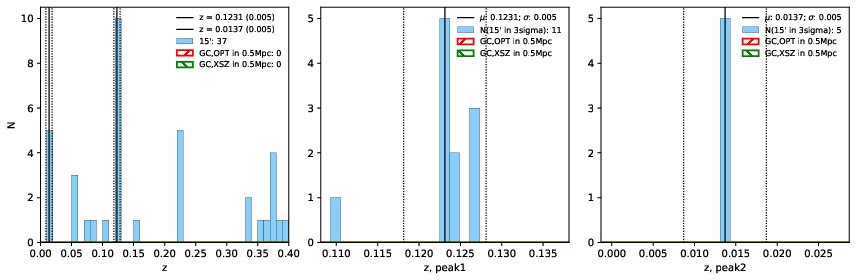 z = 0.1231 (0.005)
z = 0.0137 (0.005)
15': 37
GC,OPT in 0.5Mpc: 0
GC,XSZ in 0.5Mpc: 0
10
8
6
4
2
0
N
0.00 0.05 0.10 0.15 0.20 0.25 0.30 0.35 0.40
z
μ: 0.1231; σ: 0.005
N(15' in 3sigma): 11
GC,OPT in 0.5Mpc
GC,XSZ in 0.5Mpc
5
4
3
2
1
0
0.110 0.115 0.120 0.125 0.130 0.135
z, peak1
μ: 0.0137; σ: 0.005
N(15' in 3sigma): 5
GC,OPT in 0.5Mpc
GC,XSZ in 0.5Mpc
5
4
3
2
1
0
0.000 0.005 0.010 0.015 0.020 0.025
z, peak2